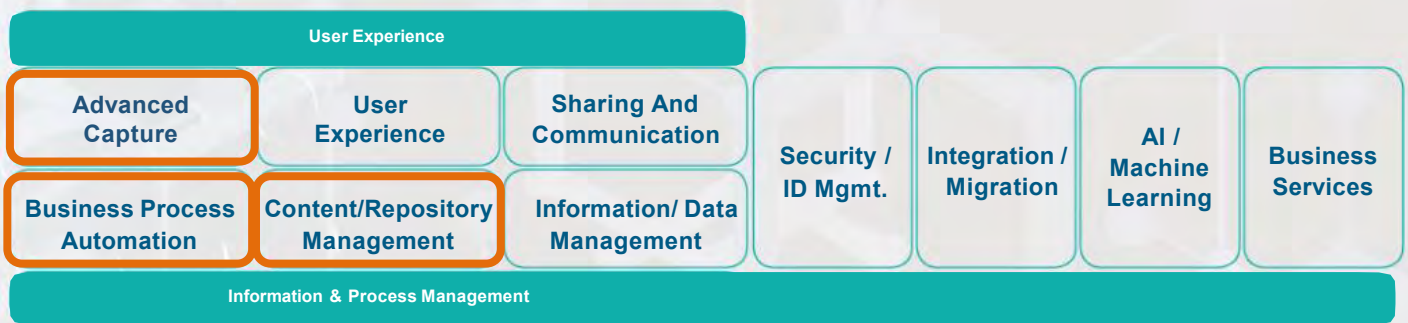 User Experience
Advanced
Capture
User
Experience
Sharing And
Communication
Security /
ID Mgmt.
Integration /
Migration
AI /
Machine
Learning
Business
Services
Business Process
Automation
Content/Repository
Management
Information/ Data
Management
Information & Process Management